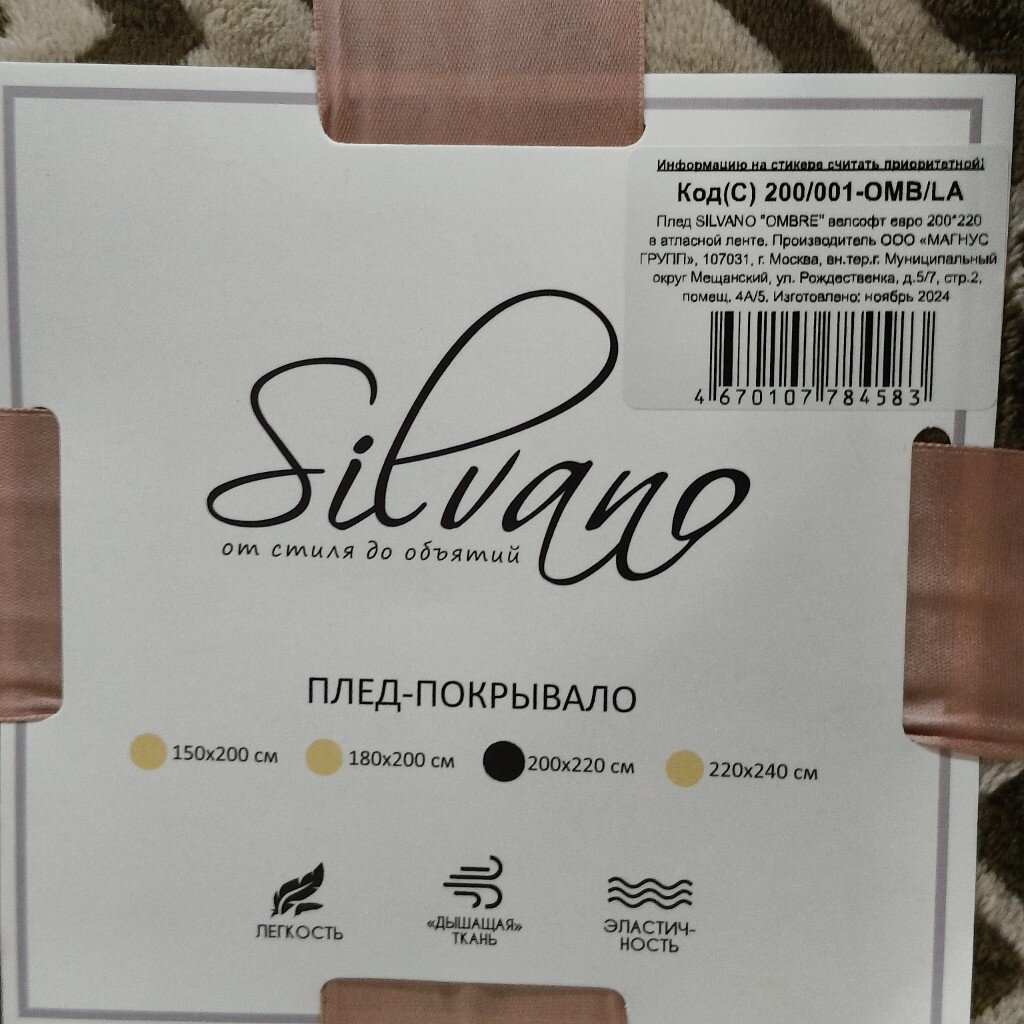 Информацию на стикере считать приоритетной!
Код(С) 200/001-OMB/LA
Плед SILVANO "OMBRE" велсофт евро 200*220
в атласной ленте. Производитель ООО «МАГНУС
ГРУПП», 107031, г. Москва, вн.тер.г. Муниципальный
округ Мещанский, ул. Рождественка, д.5/7, стр.2,
помещ. 4А/5. Изготовлено: ноябрь 2024
4 670107 784583
Silvano
от стиля до объятий
ПЛЕД-ПОКРЫВАЛО
150x200 см 180x200 см 200x220 см 220x240 см
ЛЕГКОСТЬ
«ДЫШАЩАЯ»
ТКАНЬ
ЭЛАСТИЧ-
НОСТЬ